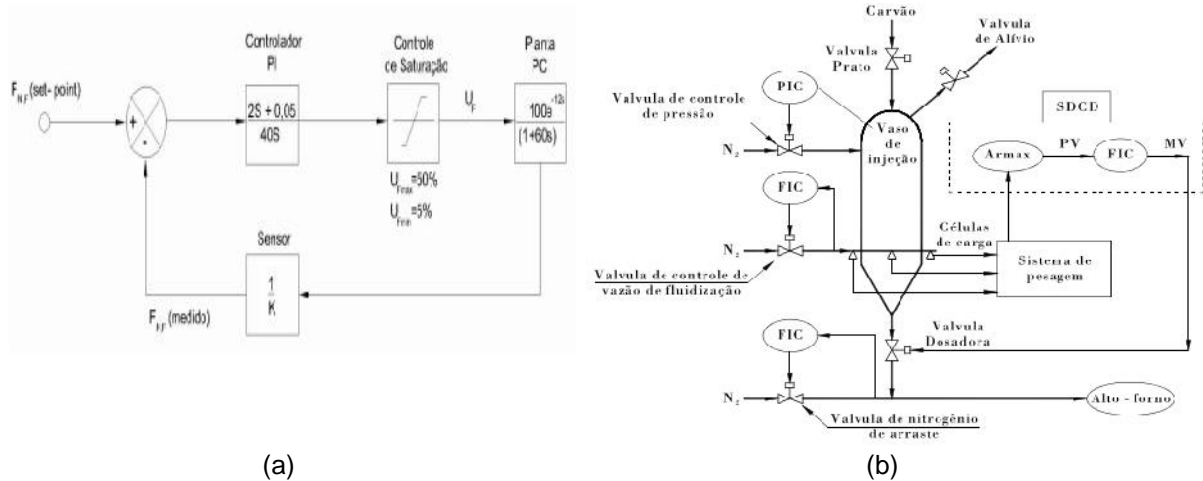 Controlador
PI
Controle
de Saturação
Planta
PC
F_N.F (set-point)
+
-
2S + 0,05
40S
U_F
100e^-12s
(1+60s)
U_Fmax=50%
U_Fmin=5%
Sensor
1
K
F_N.F (medido)
(a)
Carvão
Valvula
Prato
Valvula
de Alívio
PIC
Valvula de controle
de pressão
N₂
Vaso
de
injeção
SDCD
Armax
PV
FIC
MV
FIC
N₂
Células
de carga
Sistema de
pesagem
Valvula de controle de
vazão de fluidização
FIC
Valvula
Dosadora
N₂
Alto - forno
Valvula de nitrogênio
de arraste
(b)